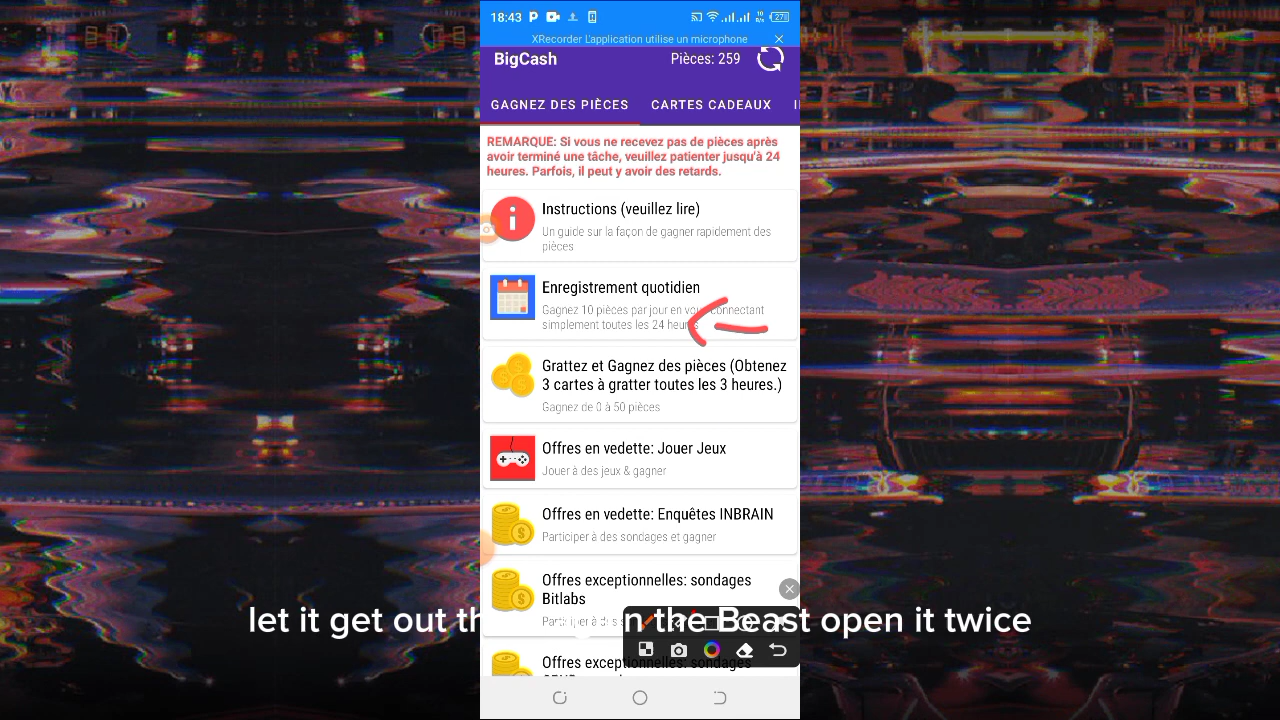 18:43
10
B/s
27
XRecorder L'application utilise un microphone
BigCash
Pièces: 259
GAGNEZ DES PIÈCES
CARTES CADEAUX
REMARQUE: Si vous ne recevez pas de pièces après
avoir terminé une tâche, veuillez patienter jusqu'à 24
heures. Parfois, il peut y avoir des retards.
Instructions (veuillez lire)
Un guide sur la façon de gagner rapidement des
pièces
Enregistrement quotidien
Gagnez 10 pièces par jour en vous connectant
simplement toutes les 24 heures
Grattez et Gagnez des pièces (Obtenez
3 cartes à gratter toutes les 3 heures.)
Gagnez de 0 à 50 pièces
Offres en vedette: Jouer Jeux
Jouer à des jeux & gagner
Offres en vedette: Enquêtes INBRAIN
Participer à des sondages et gagner
Offres exceptionnelles: sondages
Bitlabs
let it get out the Beast open it twice
Offres exceptionnelles: sondages